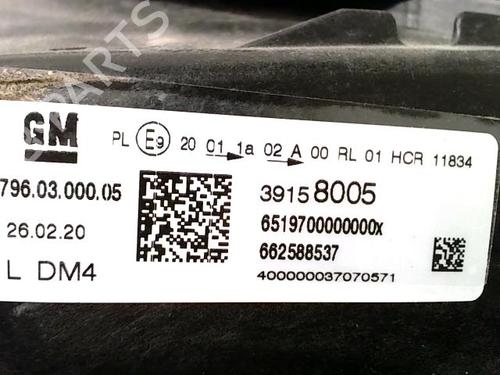 GM PL E9 20 01 1a 02 A 00 RL 01 HCR 11834
796.03.000.05
39158005
26.02.20
6519700000000x
662588537
L DM4
400000037070571